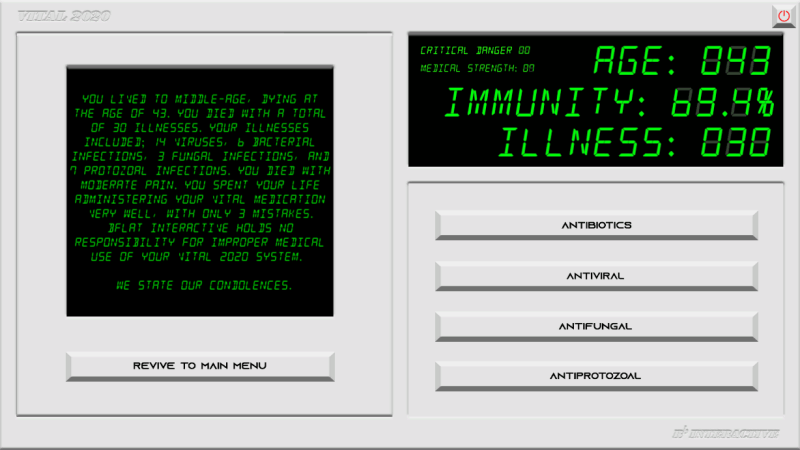 VITAL 2020
YOU LIVED TO MIDDLE-AGE, DYING AT
THE AGE OF 43. YOU DIED WITH A TOTAL
OF 30 ILLNESSES. YOUR ILLNESSES
INCLUDED; 14 VIRUSES, 6 BACTERIAL
INFECTIONS, 3 FUNGAL INFECTIONS, AND
7 PROTOZOAL INFECTIONS. YOU DIED WITH
MODERATE PAIN. YOU SPENT YOUR LIFE
ADMINISTERING YOUR VITAL MEDICATION
VERY WELL, WITH ONLY 3 MISTAKES.
DFLAT INTERACTIVE HOLDS NO
RESPONSIBILITY FOR IMPROPER MEDICAL
USE OF YOUR VITAL 2020 SYSTEM.
WE STATE OUR CONDOLENCES.
REVIVE TO MAIN MENU
CRITICAL DANGER 00
MEDICAL STRENGTH: 07
AGE: 043
IMMUNITY: 69.4%
ILLNESS: 030
ANTIBIOTICS
ANTIVIRAL
ANTIFUNGAL
ANTIPROTOZOAL
D♭ INTERACTIVE